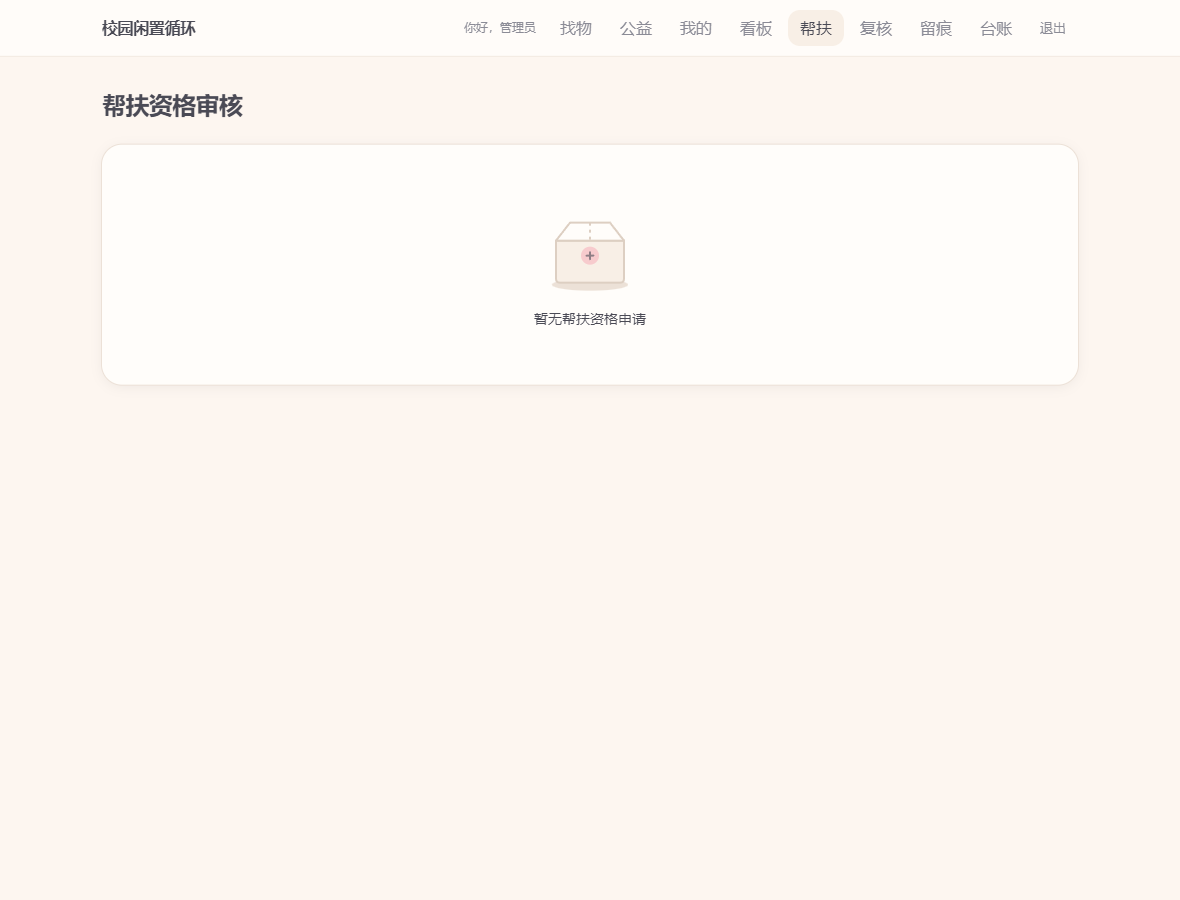 校园闲置循环
你好，管理员 找物 公益 我的 看板 帮扶 复核 留痕 台账 退出
帮扶资格审核
暂无帮扶资格申请